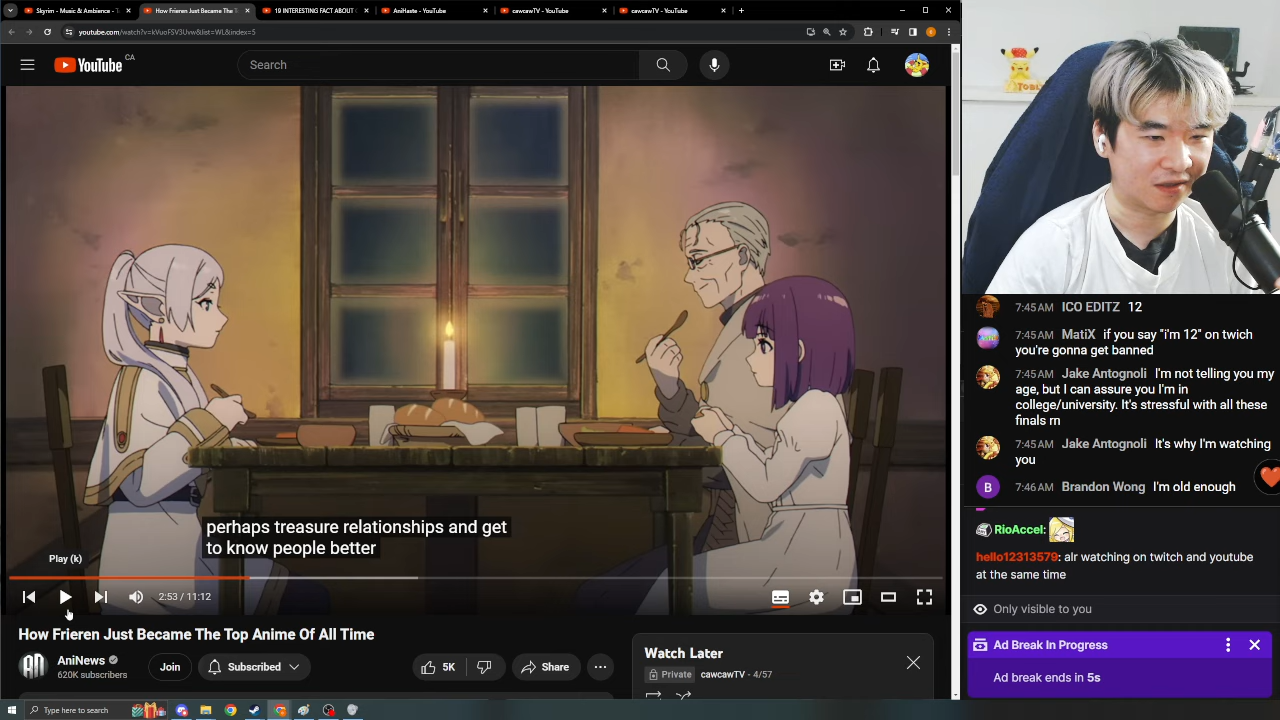 Skyrim - Music & Ambience - T
How Frieren Just Became The T
19 INTERESTING FACT ABOUT
AniHaste - YouTube
cawcawTV - YouTube
cawcawTV - YouTube
youtube.com/watch?v=kVuoFSV3Uvw&list=WL&index=5
YouTube CA
Search
perhaps treasure relationships and get
to know people better
Play (k)
2:53 / 11:12
How Frieren Just Became The Top Anime Of All Time
AniNews
620K subscribers
Join
Subscribed
5K
Share
Watch Later
Private cawcawTV - 4/57
Type here to search
7:45 AM ICO EDITZ 12
7:45 AM MatiX if you say "i'm 12" on twich
you're gonna get banned
7:45 AM Jake Antognoli I'm not telling you my
age, but I can assure you I'm in
college/university. It's stressful with all these
finals rn
7:45 AM Jake Antognoli It's why I'm watching
you
B 7:46 AM Brandon Wong I'm old enough
RioAccel:
hello12313579: alr watching on twitch and youtube
at the same time
Only visible to you
Ad Break In Progress
Ad break ends in 5s